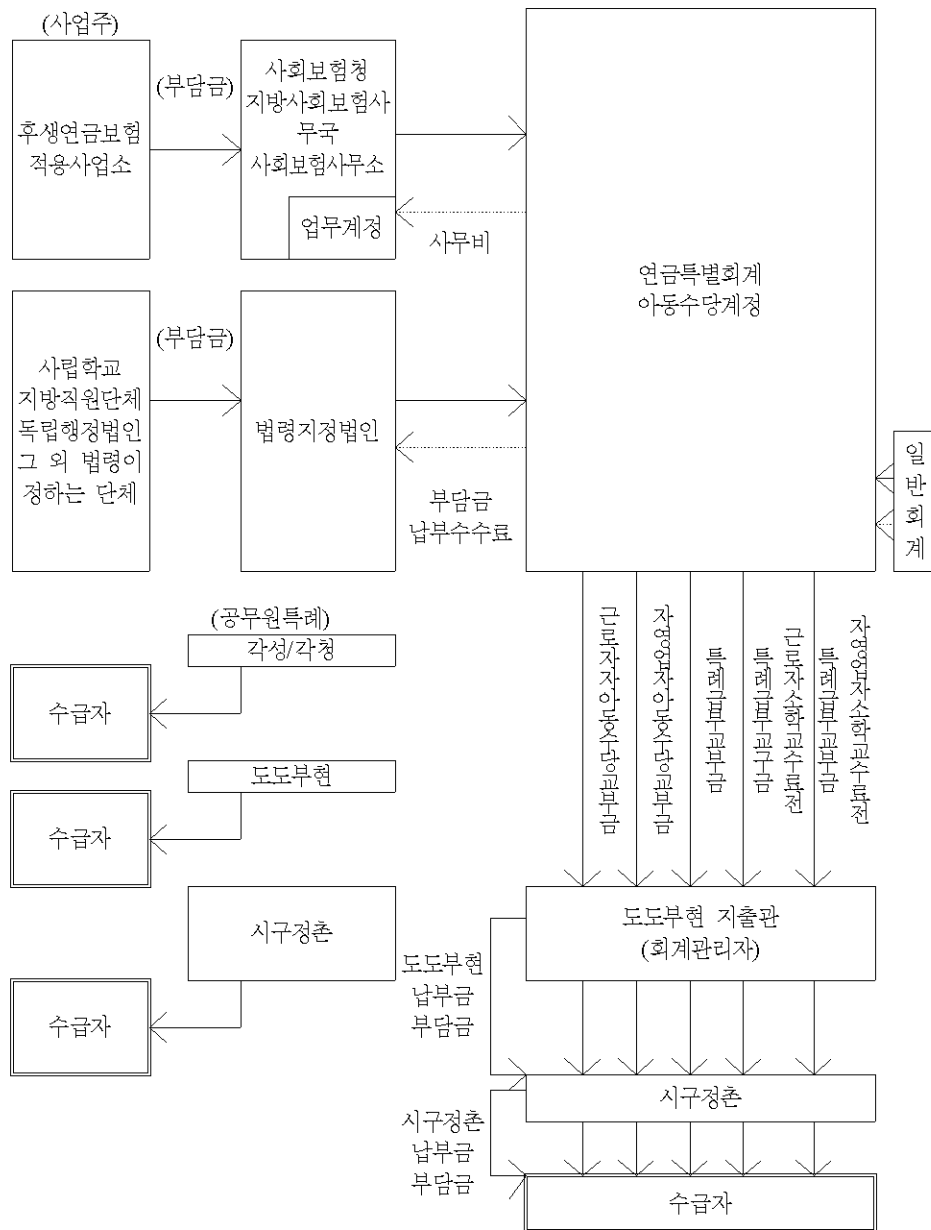 (사업주)
후생연금보험
적용사업소
(부담금)
사회보험청
지방사회보험사
무국
사회보험사무소
업무계정
사무비
연금특별회계
아동수당계정
사립학교
지방직원단체
독립행정법인
그 외 법령이
정하는 단체
(부담금)
법령지정법인
부담금
납부수수료
일
반
회
계
(공무원특례)
각성/각청
수급자
도도부현
수급자
시구정촌
수급자
근로자자아동수당교부금
자영업자아동수당교부금
특례급부교부금
특례급부교구금
근로자소학교수료전
특례급부교부금
자영업자소학교수료전
도도부현 지출관
(회계관리자)
도도부현
납부금
부담금
시구정촌
시구정촌
납부금
부담금
수급자